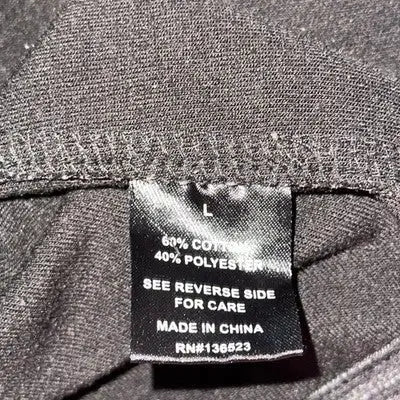 L
60% COTTON
40% POLYESTER
SEE REVERSE SIDE
FOR CARE
MADE IN CHINA
RN#136523